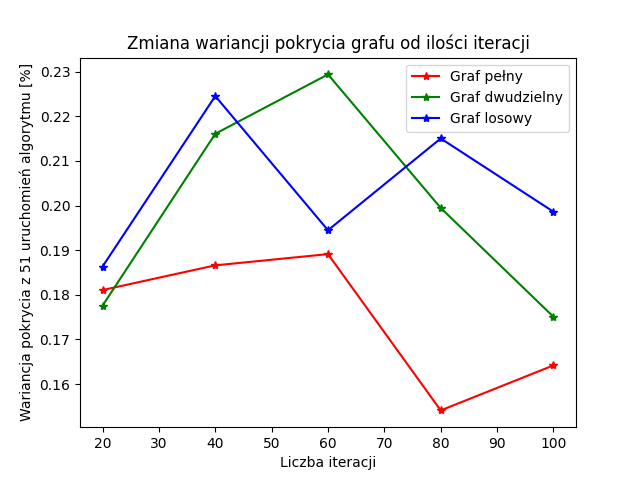 Zmiana wariancji pokrycia grafu od ilości iteracji
Wariancja pokrycia z 51 uruchomień algorytmu [%]
0.23
0.22
0.21
0.20
0.19
0.18
0.17
0.16
Graf pełny
Graf dwudzielny
Graf losowy
20 30 40 50 60 70 80 90 100
Liczba iteracji